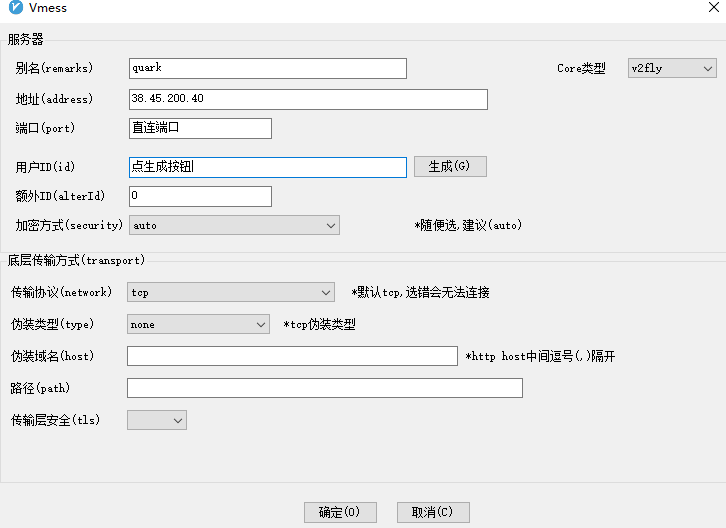 Vmess
服务器
别名(remarks) quark Core类型 v2fly
地址(address) 38.45.200.40
端口(port) 直连端口
用户ID(id) 点生成按钮 生成(G)
额外ID(alterId) 0
加密方式(security) auto *随便选,建议(auto)
底层传输方式(transport)
传输协议(network) tcp *默认tcp,选错会无法连接
伪装类型(type) none *tcp伪装类型
伪装域名(host) *http host中间逗号(,)隔开
路径(path)
传输层安全(tls)
确定(O) 取消(C)